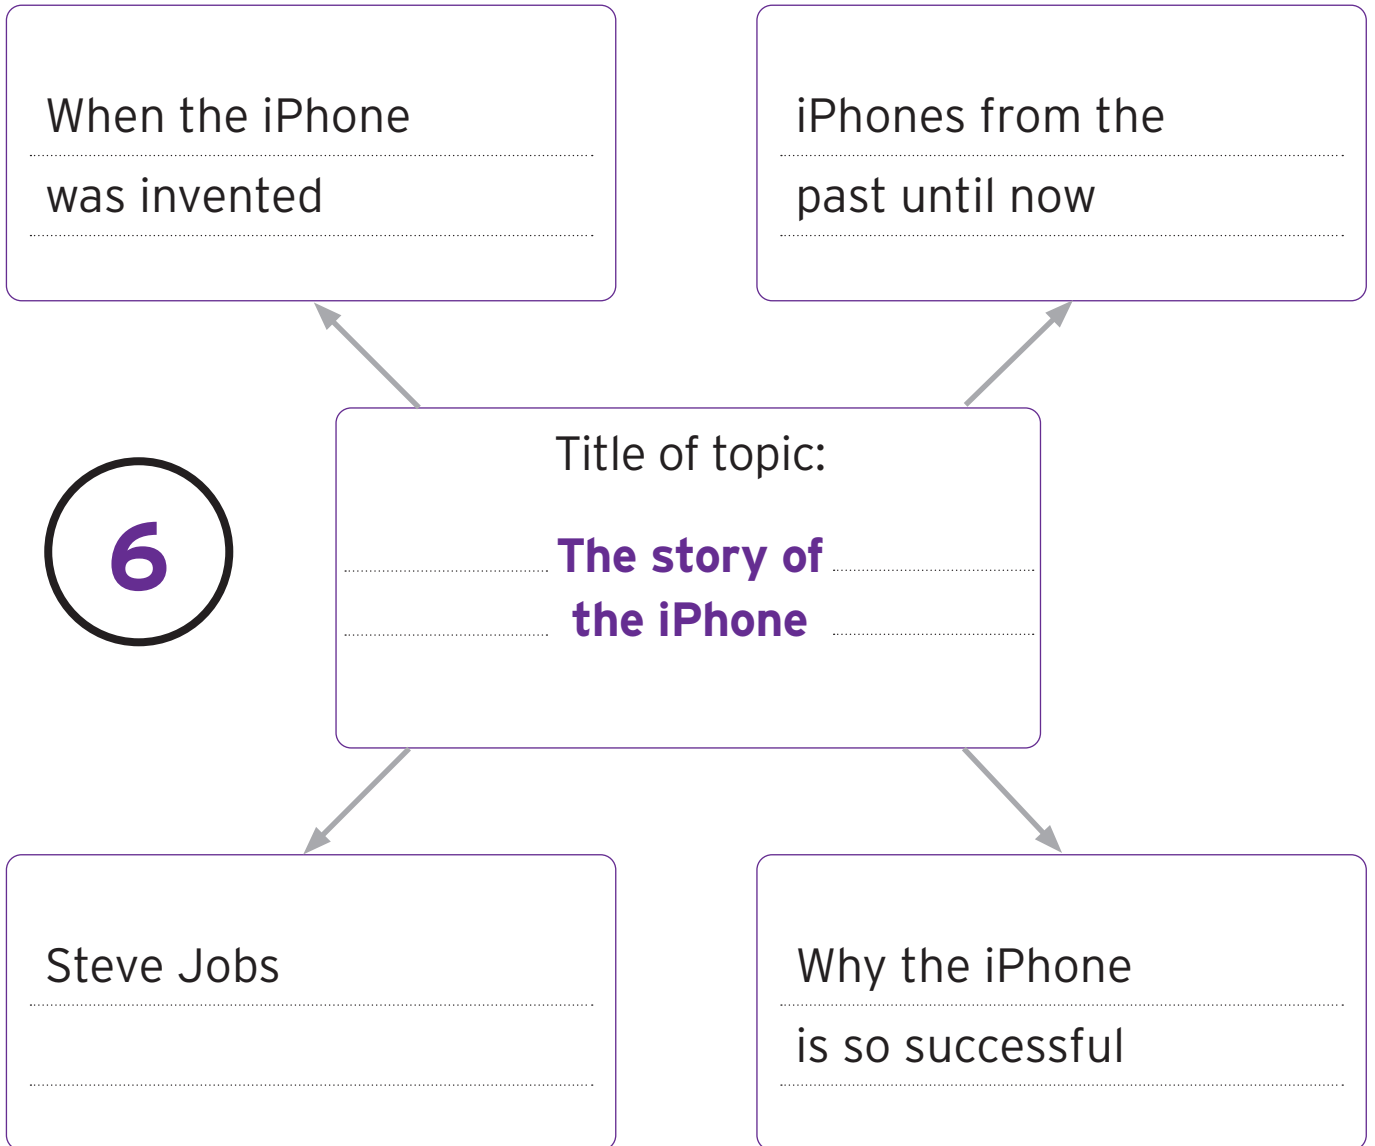 When the iPhone
was invented
iPhones from the
past until now
6
Title of topic:
The story of
the iPhone
Steve Jobs
Why the iPhone
is so successful